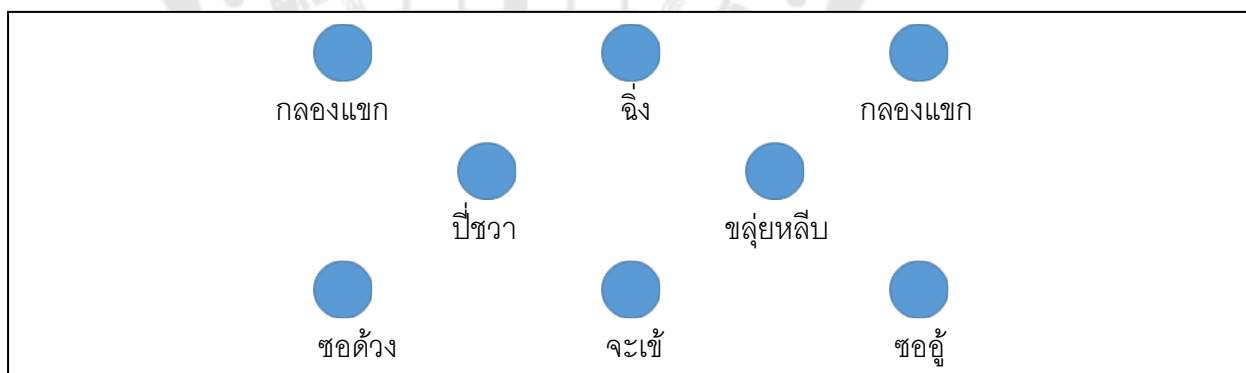 กลองแขก ฉิ่ง กลองแขก
ปี่ชวา ขลุ่ยหลีบ
ซอด้วง จะเข้ ซออู้